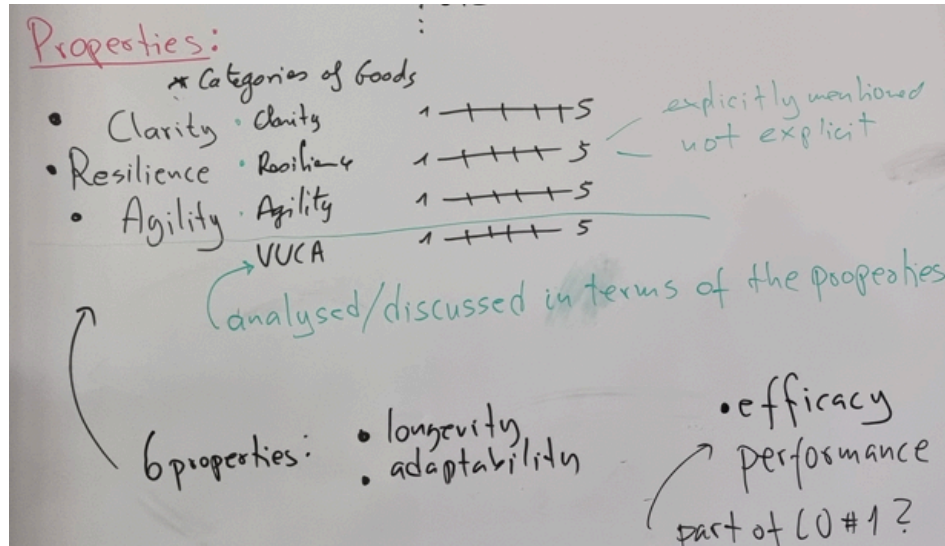 Properties:
* Categories of Goods
• Clarity • Clarity 1 5
• Resilience • Resilience 1 5
• Agility • Agility 1 5
VUCA 1 5
explicitly mentioned
not explicit
analysed/discussed in terms of the properties
6 properties: • longevity
• adaptability
• efficacy
performance
part of #1?